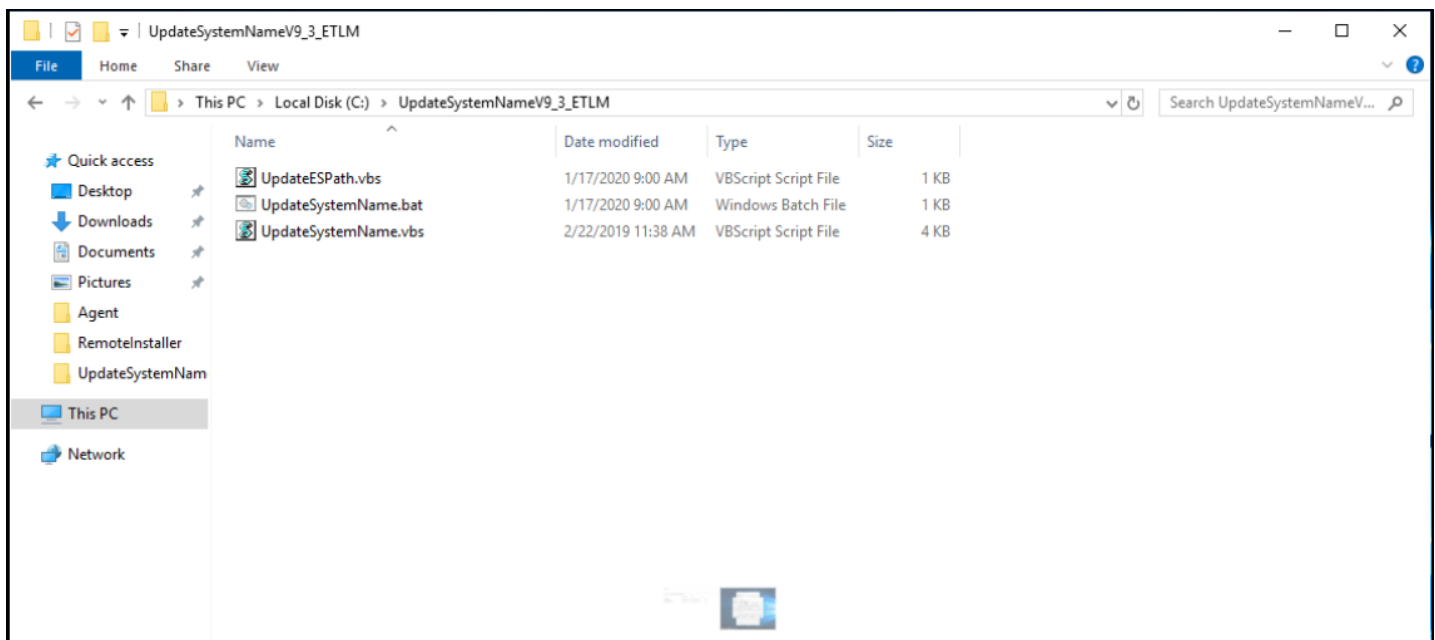 UpdateSystemNameV9_3_ETLM
File Home Share View
This PC > Local Disk (C:) > UpdateSystemNameV9_3_ETLM Search UpdateSystemNameV...
Name Date modified Type Size
Quick access
Desktop
Downloads
Documents
Pictures
Agent
RemoteInstaller
UpdateSystemNam
This PC
Network
UpdateESPath.vbs 1/17/2020 9:00 AM VBScript Script File 1 KB
UpdateSystemName.bat 1/17/2020 9:00 AM Windows Batch File 1 KB
UpdateSystemName.vbs 2/22/2019 11:38 AM VBScript Script File 4 KB